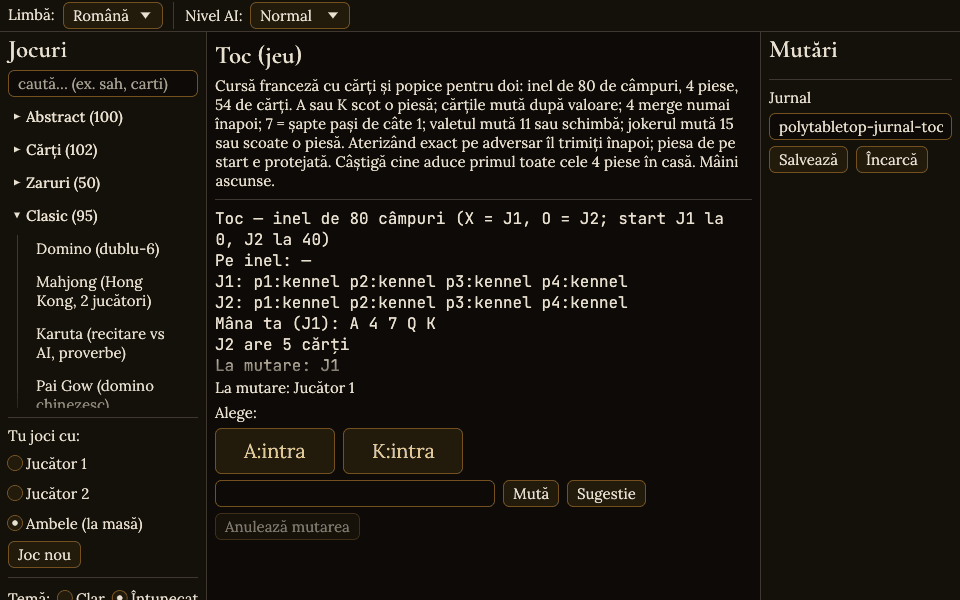 Limbă: Română ▼ Nivel AI: Normal ▼
Jocuri
caută... (ex. sah, carti)
▸ Abstract (100)
▸ Cărți (102)
▸ Zaruri (50)
▾ Clasic (95)
Domino (dublu-6)
Mahjong (Hong
Kong, 2 jucători)
Karuta (recitare vs
AI, proverbe)
Pai Gow (domino
chinezesc)
Tu joci cu:
Jucător 1
Jucător 2
Ambele (la masă)
Joc nou
Temă: Clar Întunecat
Toc (jeu)
Cursă franceză cu cărți și popice pentru doi: inel de 80 de câmpuri, 4 piese,
54 de cărți. A sau K scot o piesă; cărțile mută după valoare; 4 merge numai
înapoi; 7 = șapte pași de câte 1; valetul mută 11 sau schimbă; jokerul mută 15
sau scoate o piesă. Aterizând exact pe adversar îl trimiți înapoi; piesa de pe
start e protejată. Câștigă cine aduce primul toate cele 4 piese în casă. Mâini
ascunse.
Toc — inel de 80 câmpuri (X = J1, O = J2; start J1 la
0, J2 la 40)
Pe inel: —
J1: p1:kennel p2:kennel p3:kennel p4:kennel
J2: p1:kennel p2:kennel p3:kennel p4:kennel
Mâna ta (J1): A 4 7 Q K
J2 are 5 cărți
La mutare: J1
La mutare: Jucător 1
Alege:
A:intra K:intra
Mută Sugestie
Anulează mutarea
Mutări
Jurnal
polytabletop-jurnal-toc
Salvează Încarcă